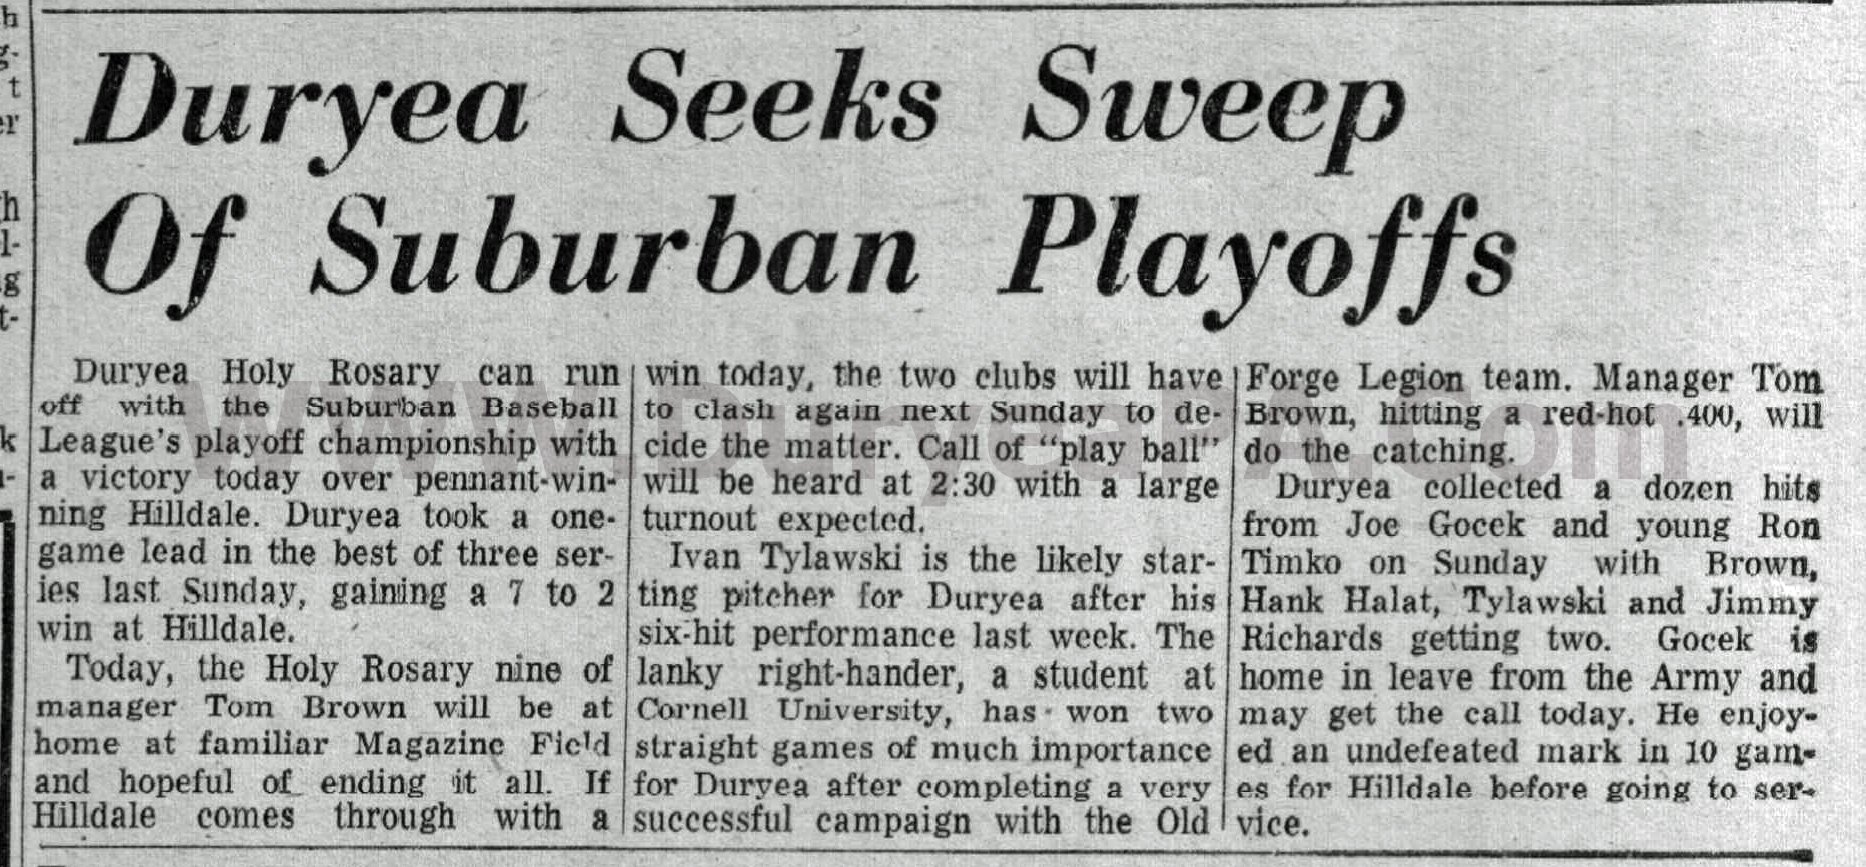 Duryea Seeks Sweep
Of Suburban Playoffs
Duryea Holy Rosary can run
off with the Suburban Baseball
League's playoff championship with
a victory today over pennant-win-
ning Hilldale. Duryea took a one-
game lead in the best of three ser-
ies last Sunday, gaining a 7 to 2
win at Hilldale.
Today, the Holy Rosary nine of
manager Tom Brown will be at
home at familiar Magazine Field
and hopeful of ending it all. If
Hilldale comes through with a
win today, the two clubs will have
to clash again next Sunday to de-
cide the matter. Call of "play ball"
will be heard at 2:30 with a large
turnout expected.
Ivan Tylawski is the likely star-
ting pitcher for Duryea after his
six-hit performance last week. The
lanky right-hander, a student at
Cornell University, has won two
straight games of much importance
for Duryea after completing a very
successful campaign with the Old
Forge Legion team. Manager Tom
Brown, hitting a red-hot .400, will
do the catching.
Duryea collected a dozen hits
from Joe Gocek and young Ron
Timko on Sunday with Brown,
Hank Halat, Tylawski and Jimmy
Richards getting two. Gocek is
home in leave from the Army and
may get the call today. He enjoy-
ed an undefeated mark in 10 gam-
es for Hilldale before going to ser-
vice.
www.DuryeaPA.com